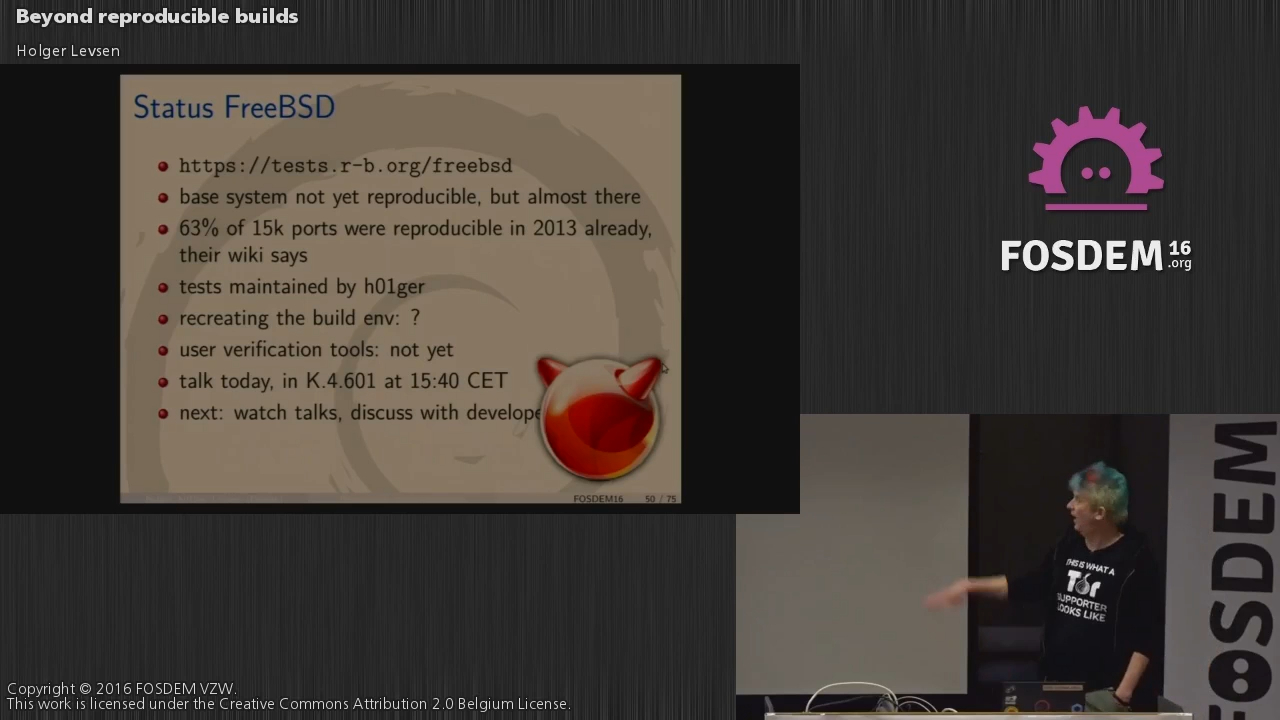 Beyond reproducible builds
Holger Levsen
Status FreeBSD
https://tests.r-b.org/freebsd
base system not yet reproducible, but almost there
63% of 15k ports were reproducible in 2013 already,
their wiki says
tests maintained by h01ger
recreating the build env: ?
user verification tools: not yet
talk today, in K.4.601 at 15:40 CET
next: watch talks, discuss with develope
FOSDEM16 50 / 75
FOSDEM 16
.org
THIS IS WHAT A
Tor
SUPPORTER
LOOKS LIKE
FOSDEM
Copyright © 2016 FOSDEM VZW.
This work is licensed under the Creative Commons Attribution 2.0 Belgium License.